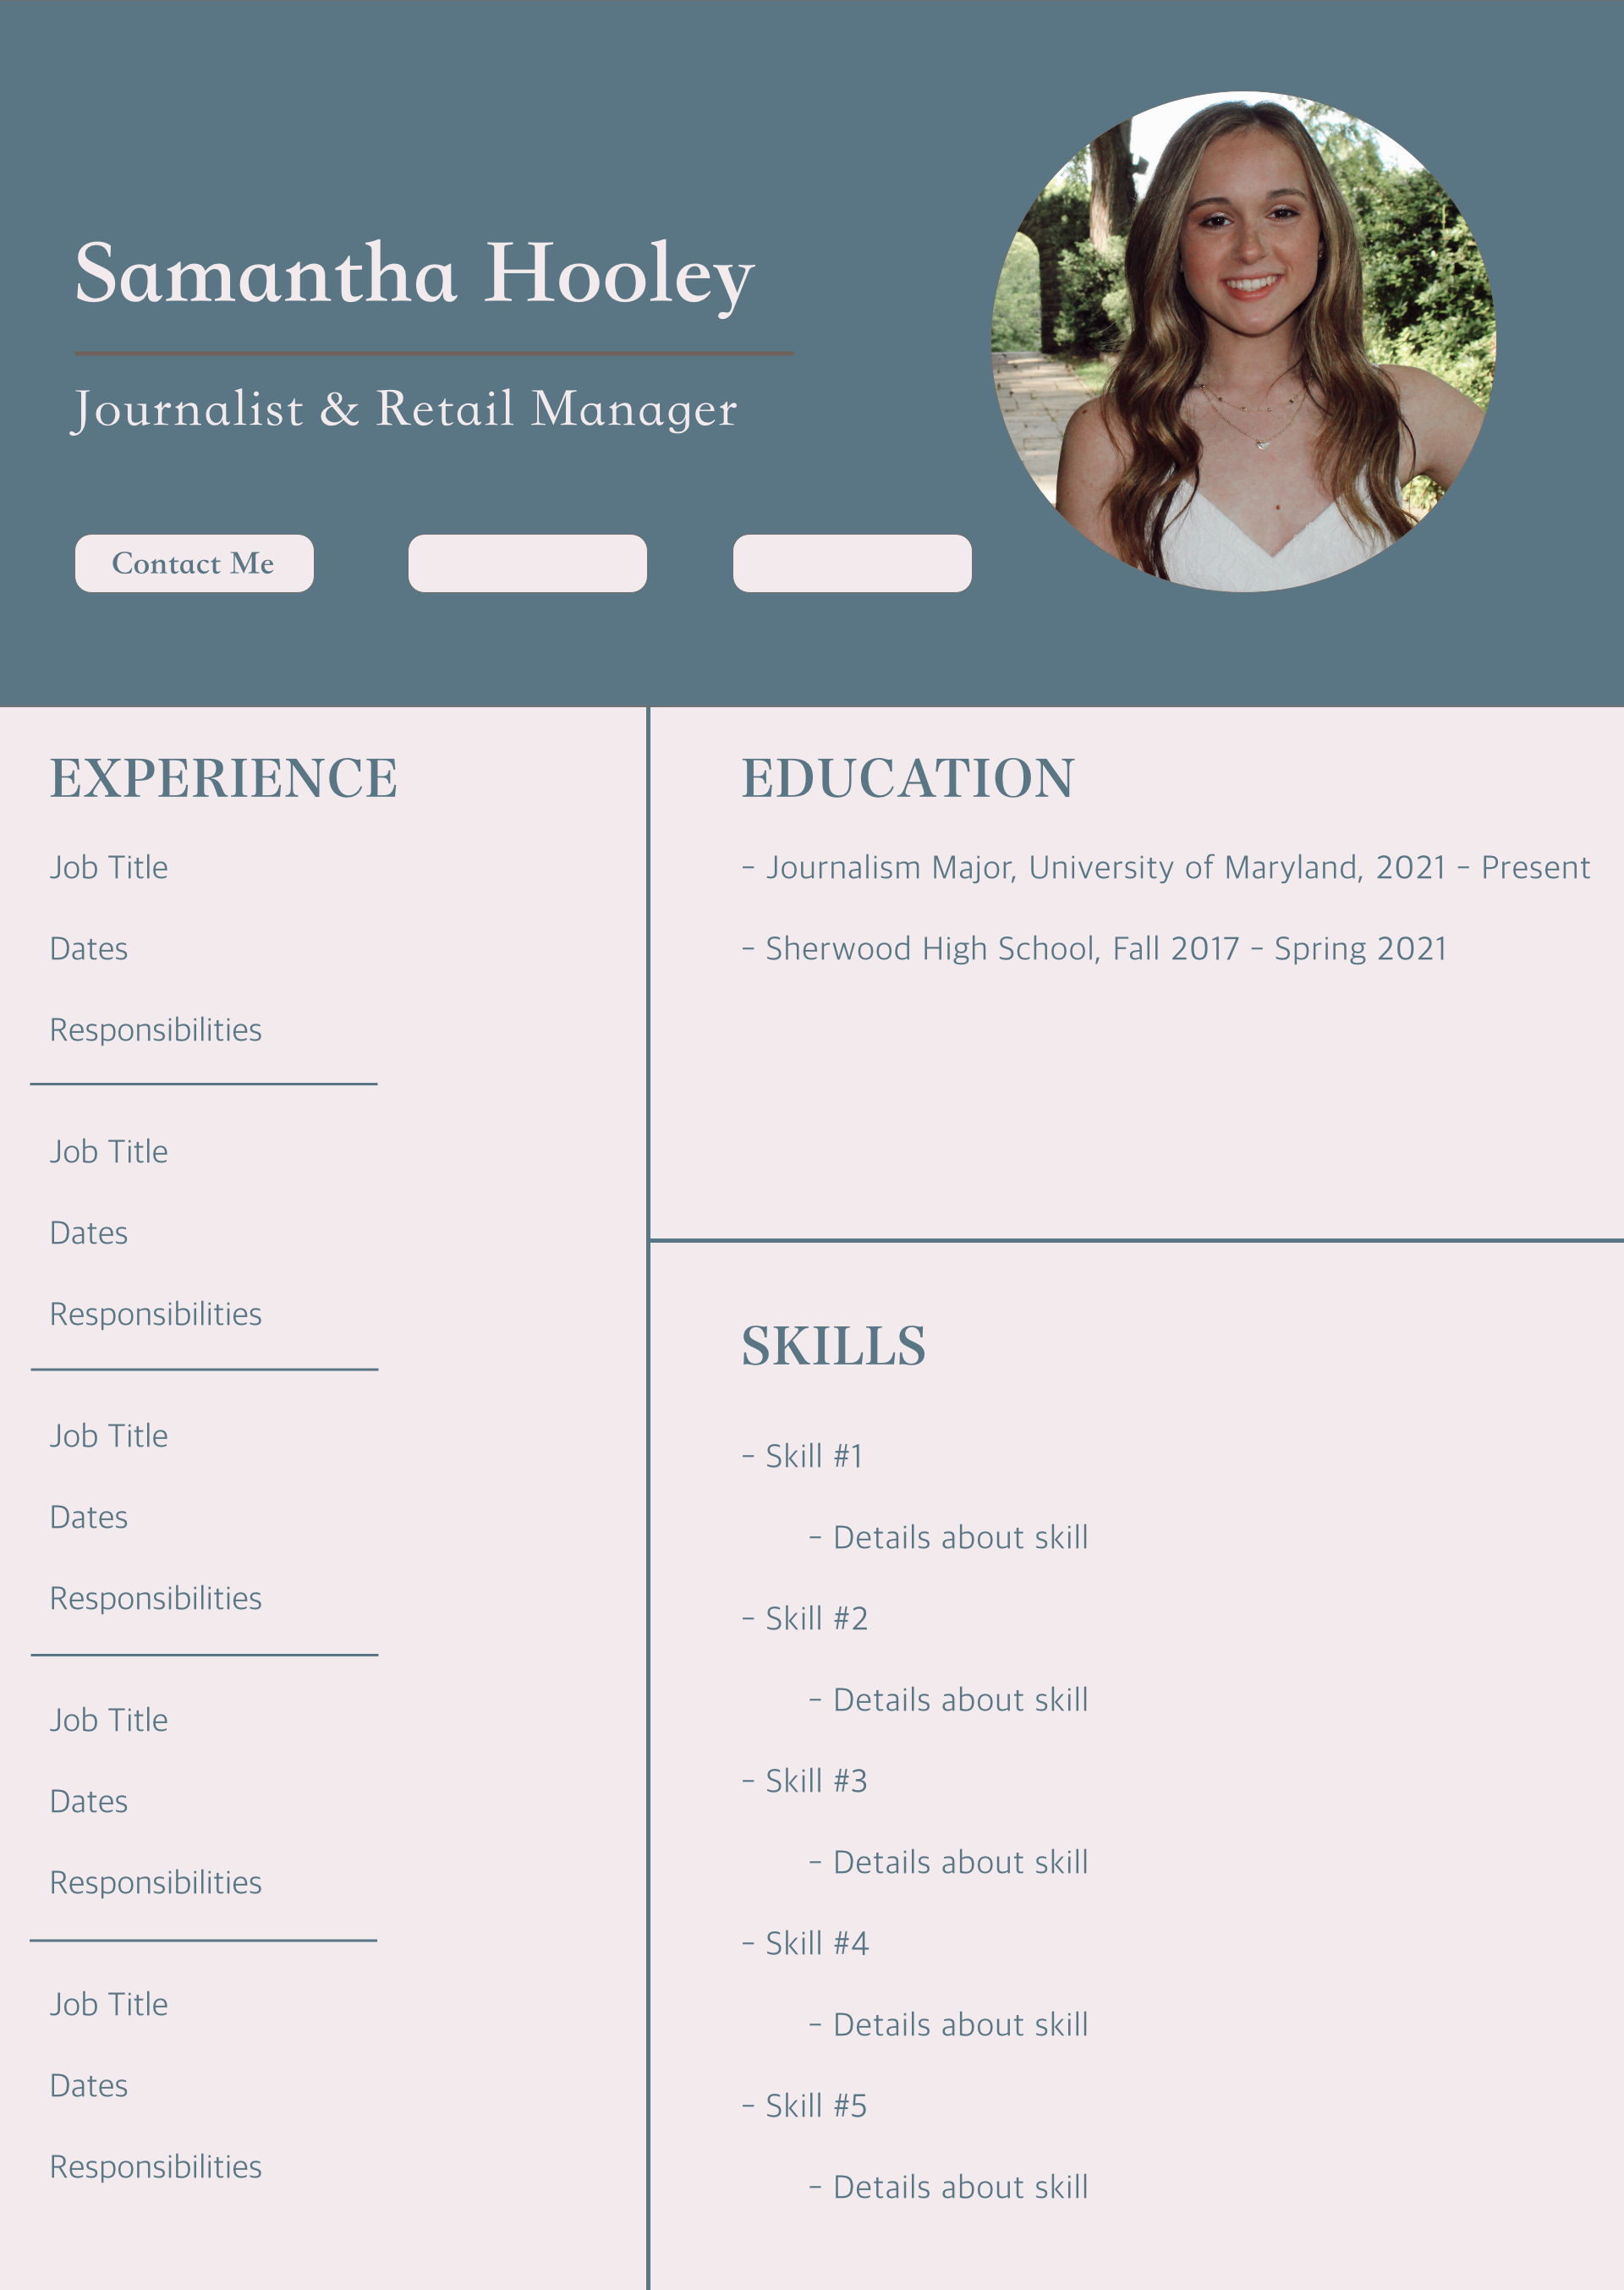 Samantha Hooley
Journalist & Retail Manager
Contact Me
EXPERIENCE
Job Title
Dates
Responsibilities
Job Title
Dates
Responsibilities
Job Title
Dates
Responsibilities
Job Title
Dates
Responsibilities
Job Title
Dates
Responsibilities
EDUCATION
- Journalism Major, University of Maryland, 2021 - Present
- Sherwood High School, Fall 2017 - Spring 2021
SKILLS
- Skill #1
- Details about skill
- Skill #2
- Details about skill
- Skill #3
- Details about skill
- Skill #4
- Details about skill
- Skill #5
- Details about skill